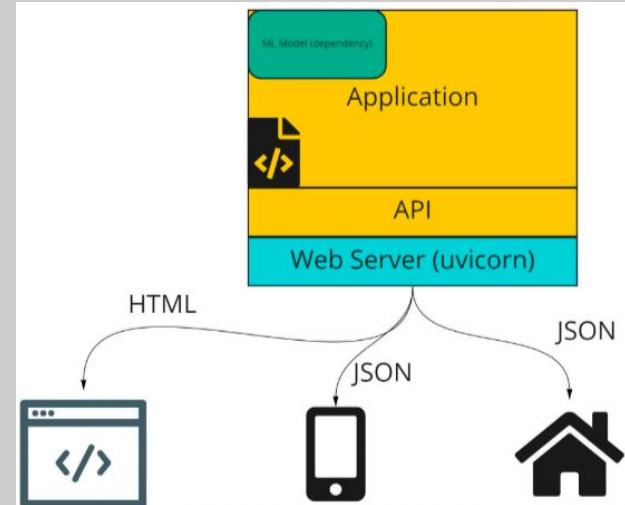 ML Model (dependency)
Application
</>
API
Web Server (uvicorn)
HTML
JSON
JSON
</>